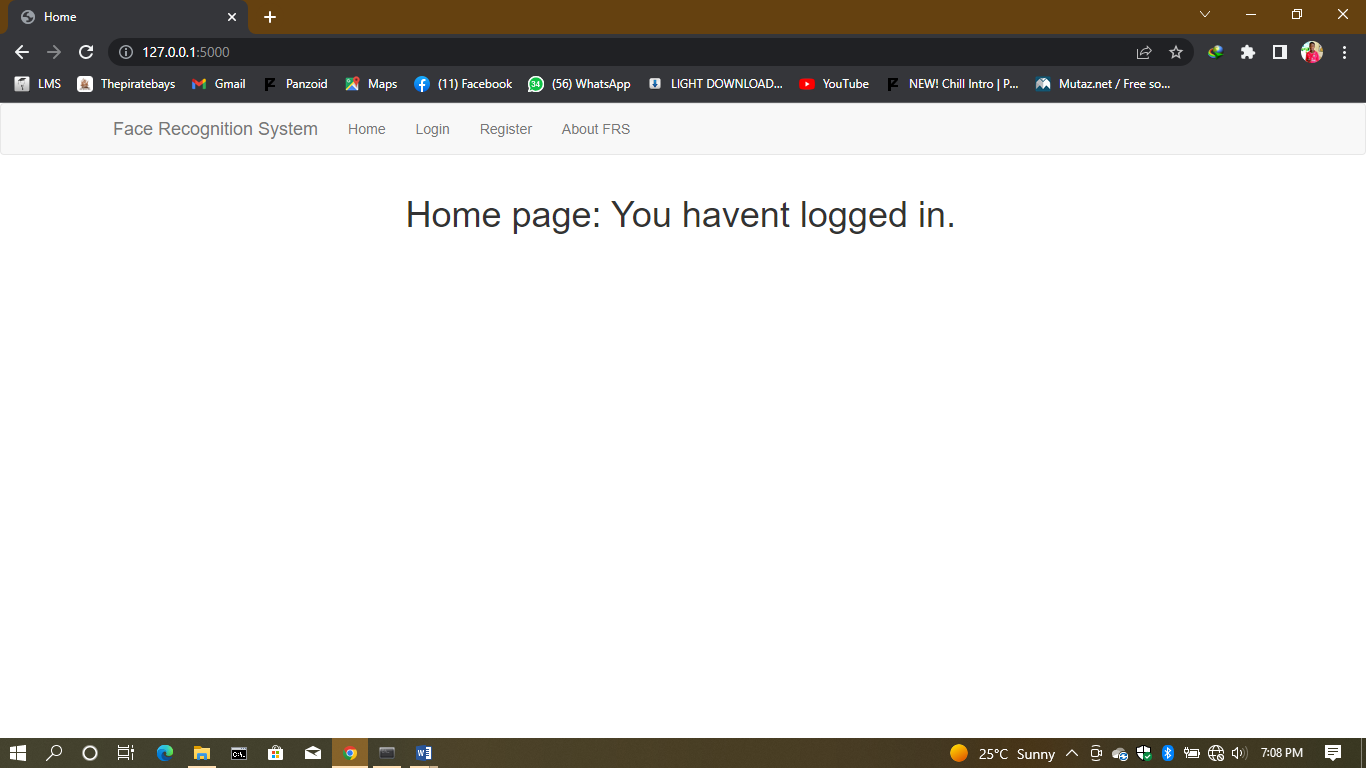 Home
127.0.0.1:5000
LMS Thepiratebays Gmail Panzoid Maps (11) Facebook 34 (56) WhatsApp LIGHT DOWNLOAD... YouTube NEW! Chill Intro | P... Mutaz.net / Free so...
Face Recognition System Home Login Register About FRS
Home page: You havent logged in.
25°C Sunny 7:08 PM